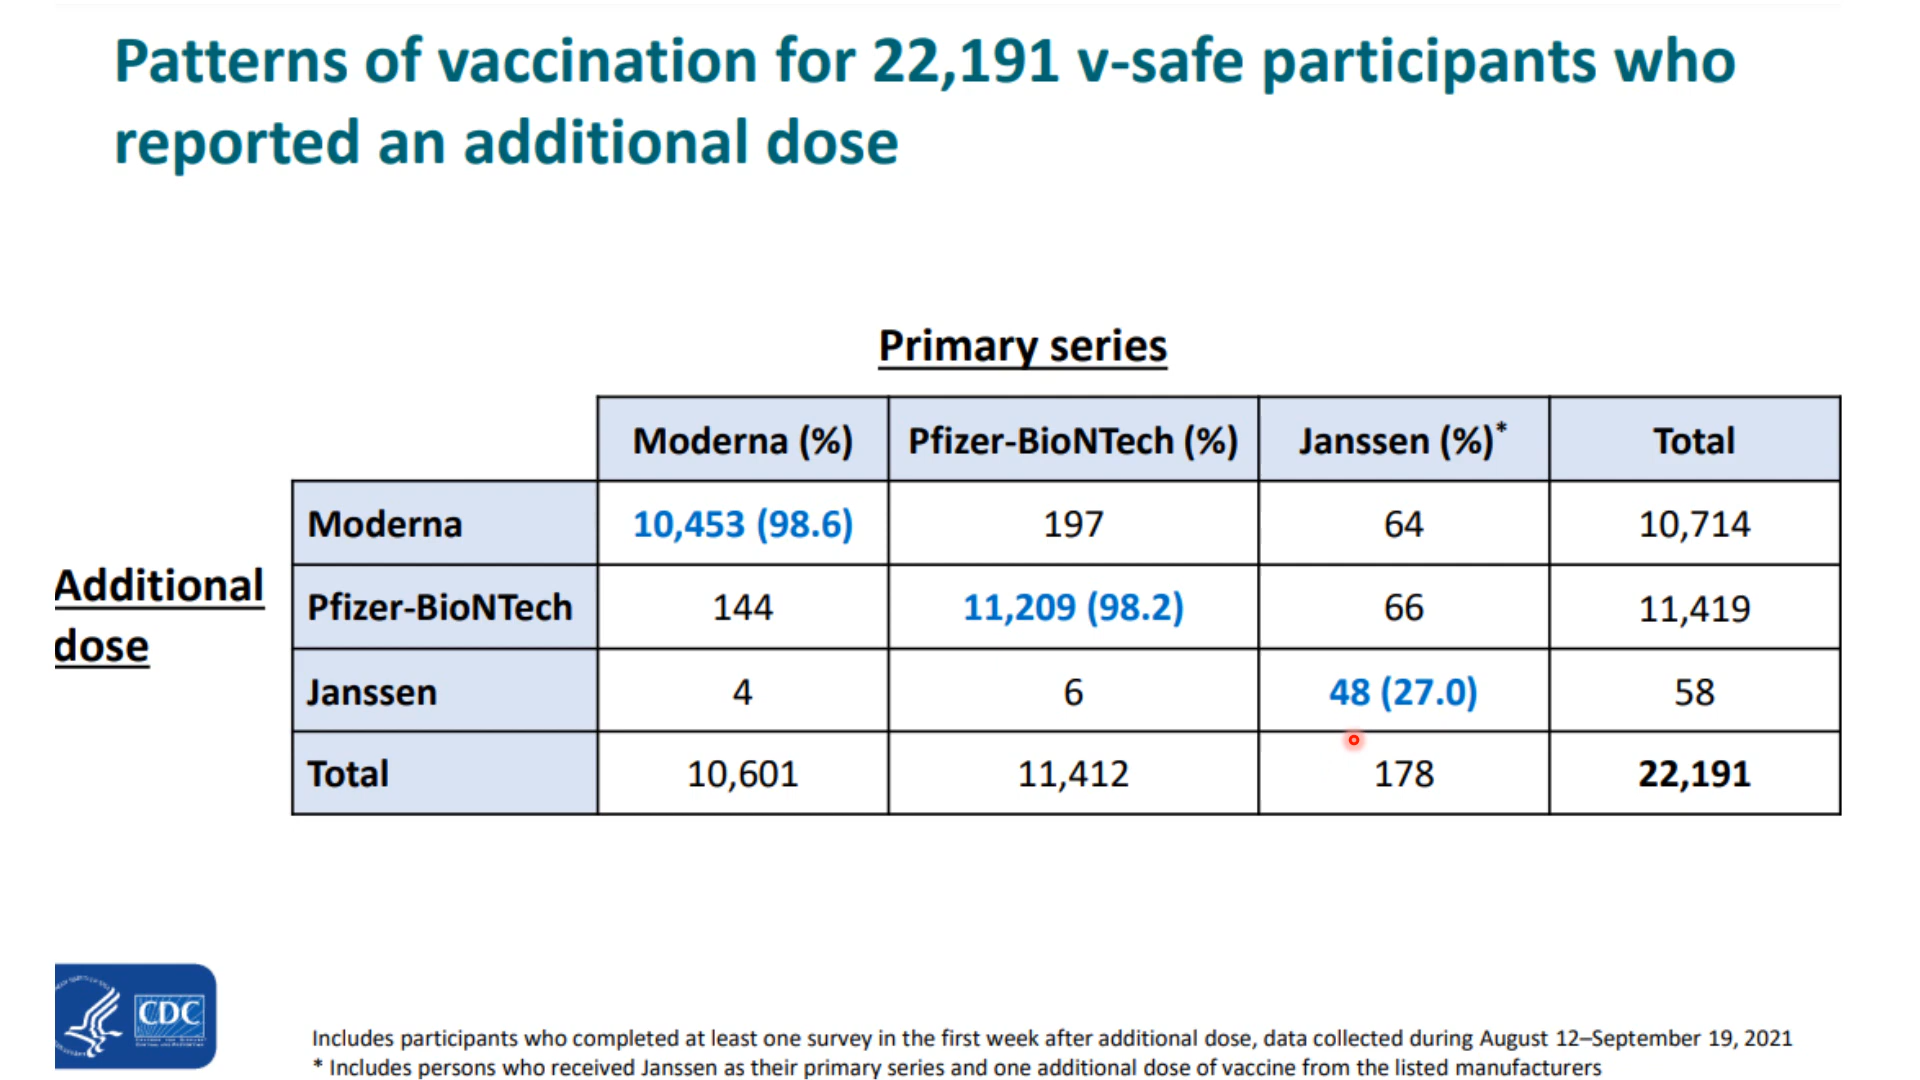 Patterns of vaccination for 22,191 v-safe participants who
reported an additional dose
Primary series
Moderna (%) Pfizer-BioNTech (%) Janssen (%)* Total
Additional
dose
Moderna 10,453 (98.6) 197 64 10,714
Pfizer-BioNTech 144 11,209 (98.2) 66 11,419
Janssen 4 6 48 (27.0) 58
Total 10,601 11,412 178 22,191
CDC
Includes participants who completed at least one survey in the first week after additional dose, data collected during August 12–September 19, 2021
* Includes persons who received Janssen as their primary series and one additional dose of vaccine from the listed manufacturers